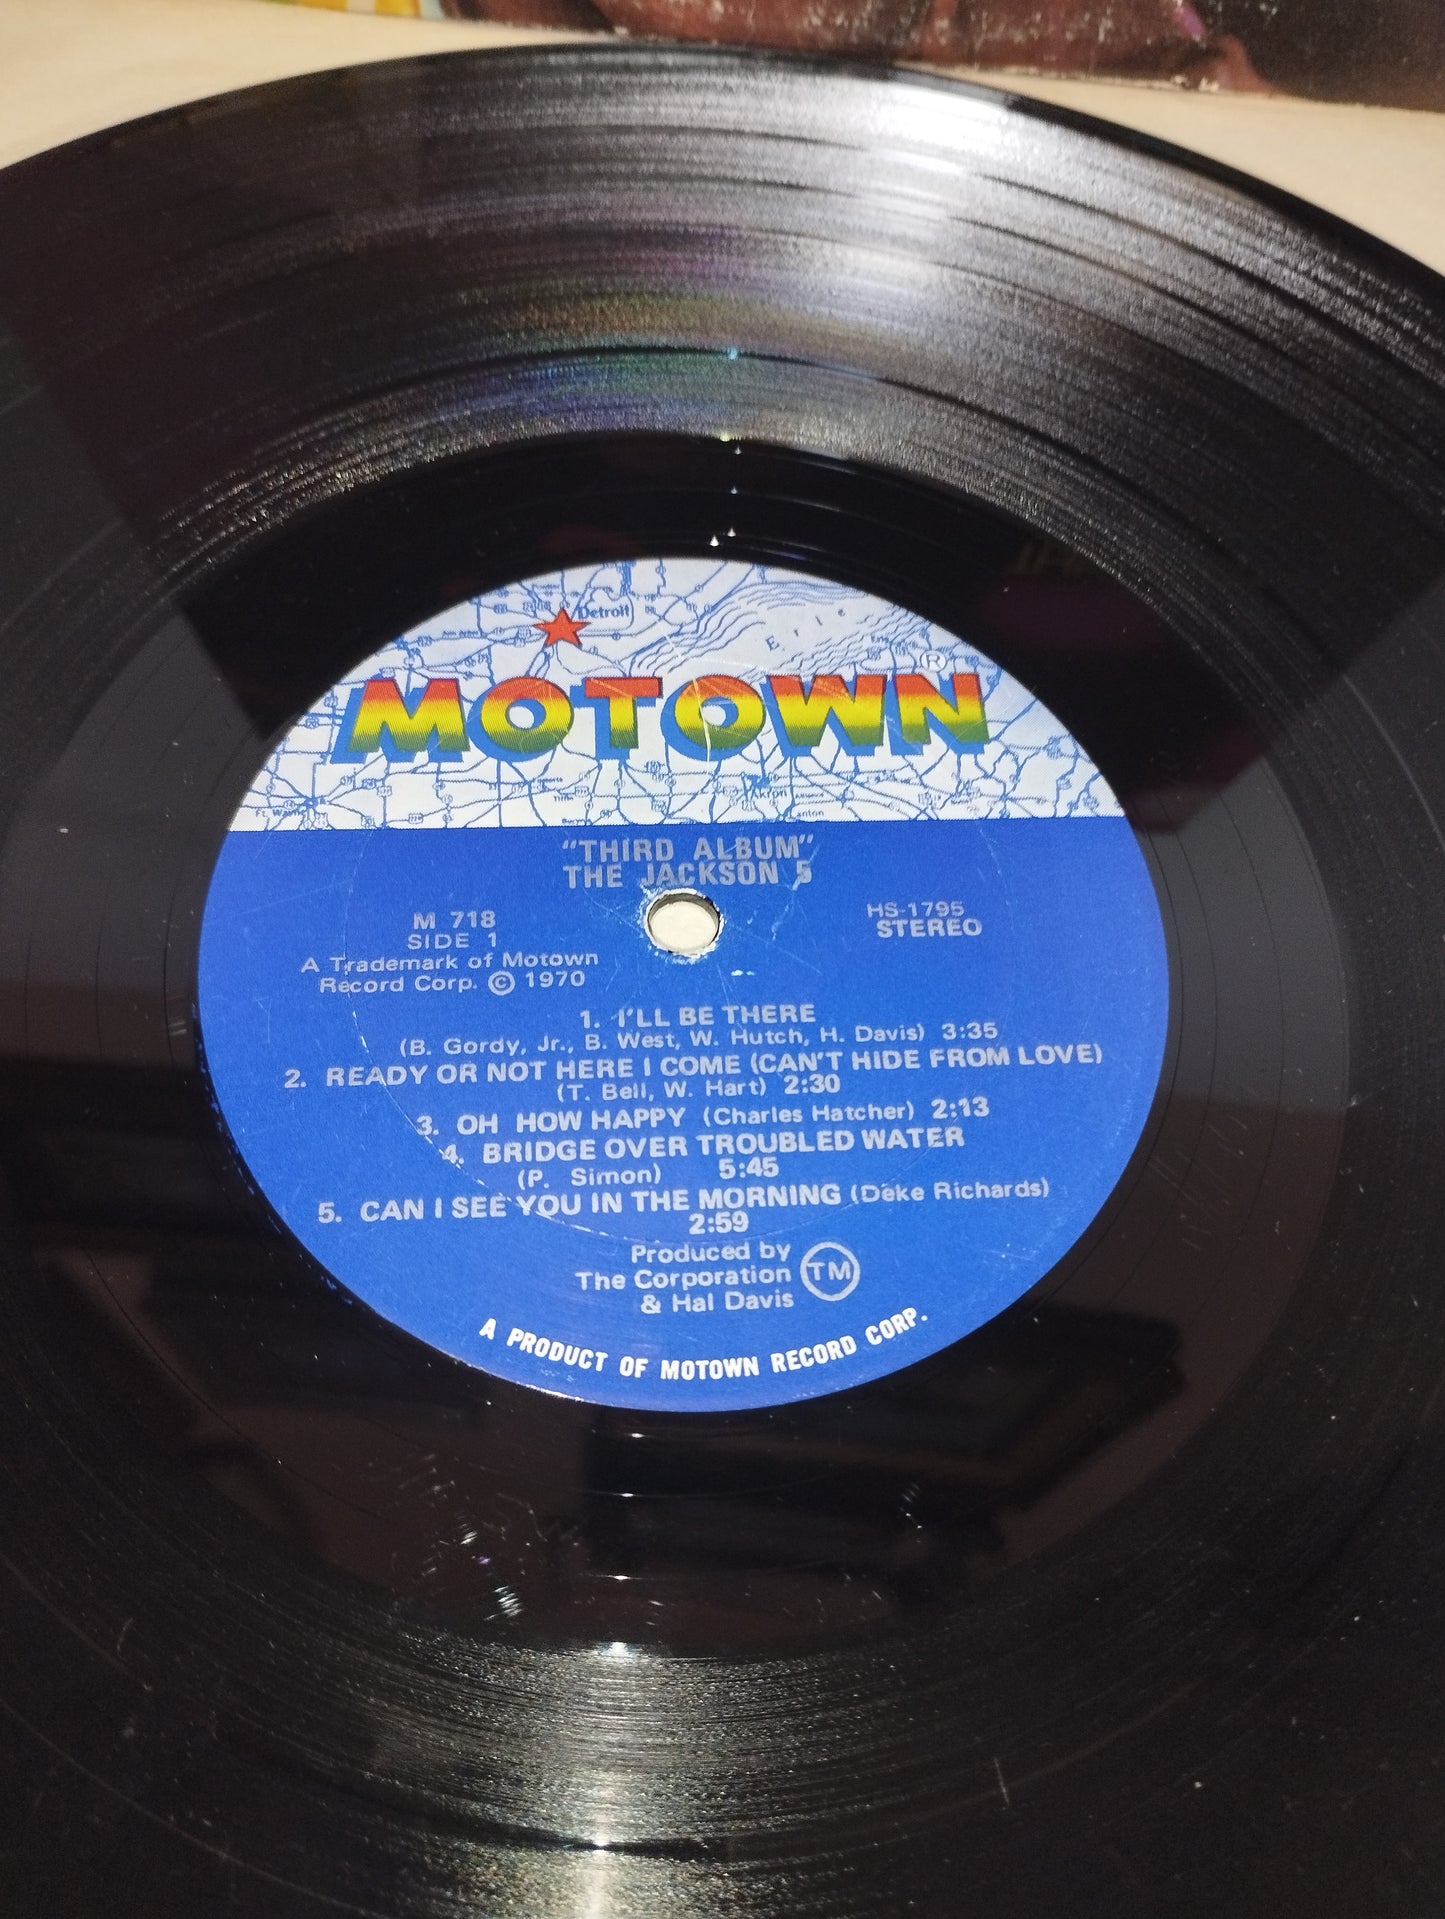 Detroit
Erie
MOTOWN ®
Akron
Canton
Ft. Wayne
"THIRD ALBUM"
THE JACKSON 5
M 718
SIDE 1
A Trademark of Motown
Record Corp. © 1970
HS-1795
STEREO
1. I'LL BE THERE
(B. Gordy, Jr., B. West, W. Hutch, H. Davis) 3:35
2. READY OR NOT HERE I COME (CAN'T HIDE FROM LOVE)
(T. Bell, W. Hart) 2:30
3. OH HOW HAPPY (Charles Hatcher) 2:13
4. BRIDGE OVER TROUBLED WATER
(P. Simon) 5:45
5. CAN I SEE YOU IN THE MORNING (Deke Richards)
2:59
Produced by
The Corporation TM
& Hal Davis
A PRODUCT OF MOTOWN RECORD CORP.